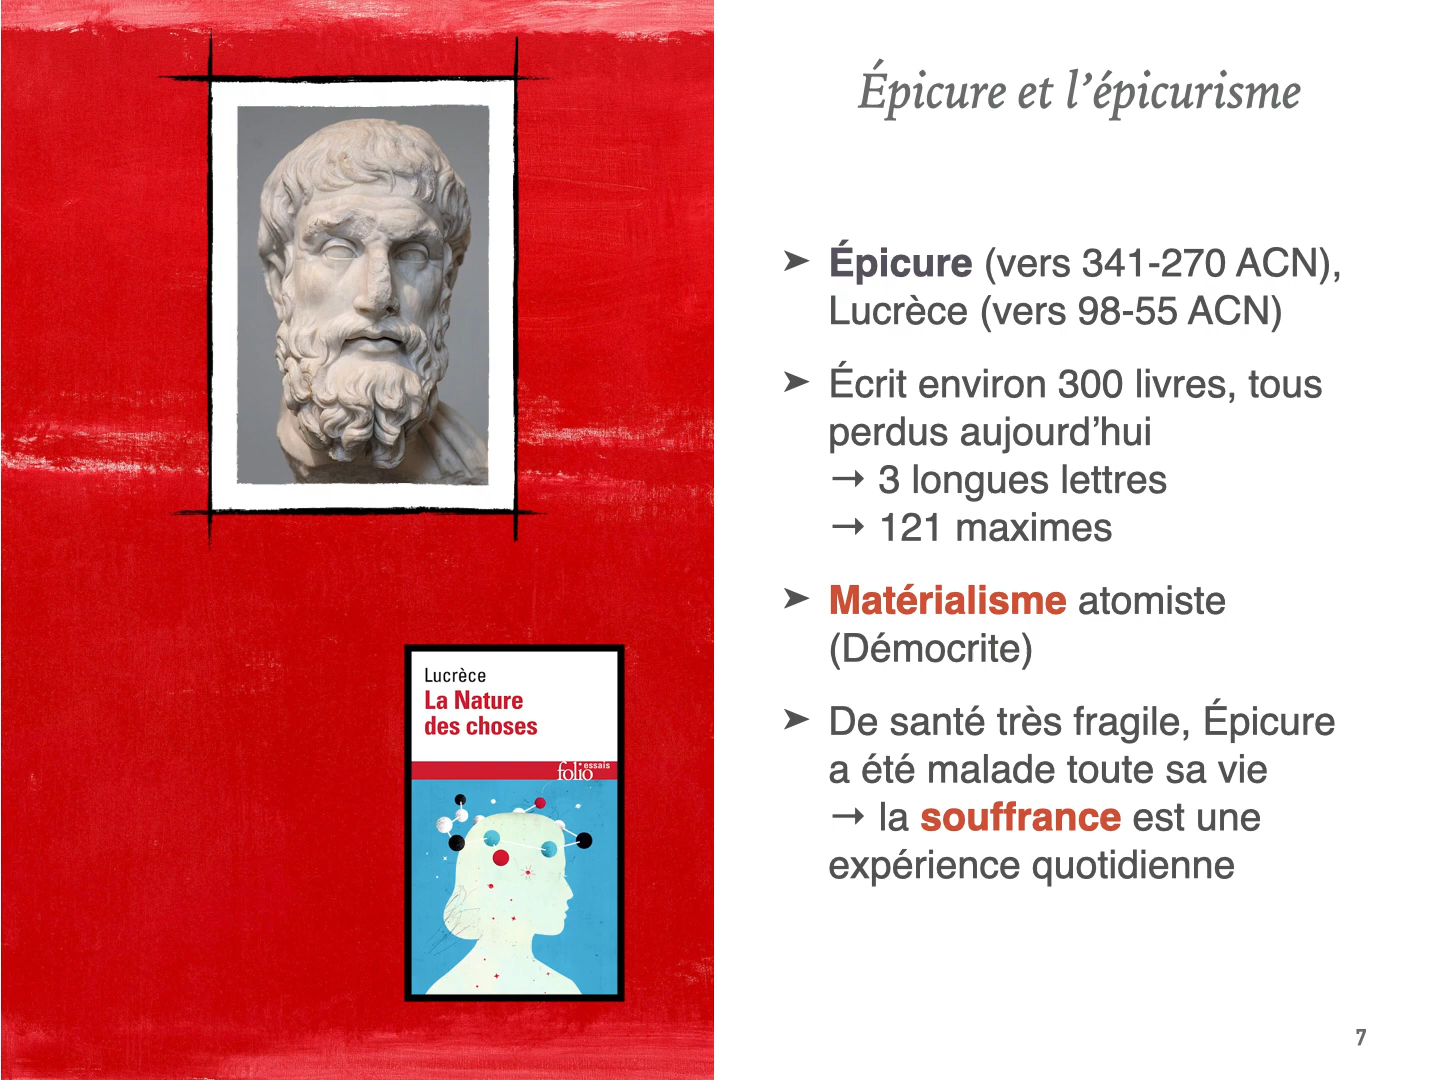 Épicure et l’épicurisme
➤ Épicure (vers 341-270 ACN),
Lucrèce (vers 98-55 ACN)
➤ Écrit environ 300 livres, tous
perdus aujourd’hui
→ 3 longues lettres
→ 121 maximes
➤ Matérialisme atomiste
(Démocrite)
➤ De santé très fragile, Épicure
a été malade toute sa vie
→ la souffrance est une
expérience quotidienne
Lucrèce
La Nature
des choses
folio essais
7